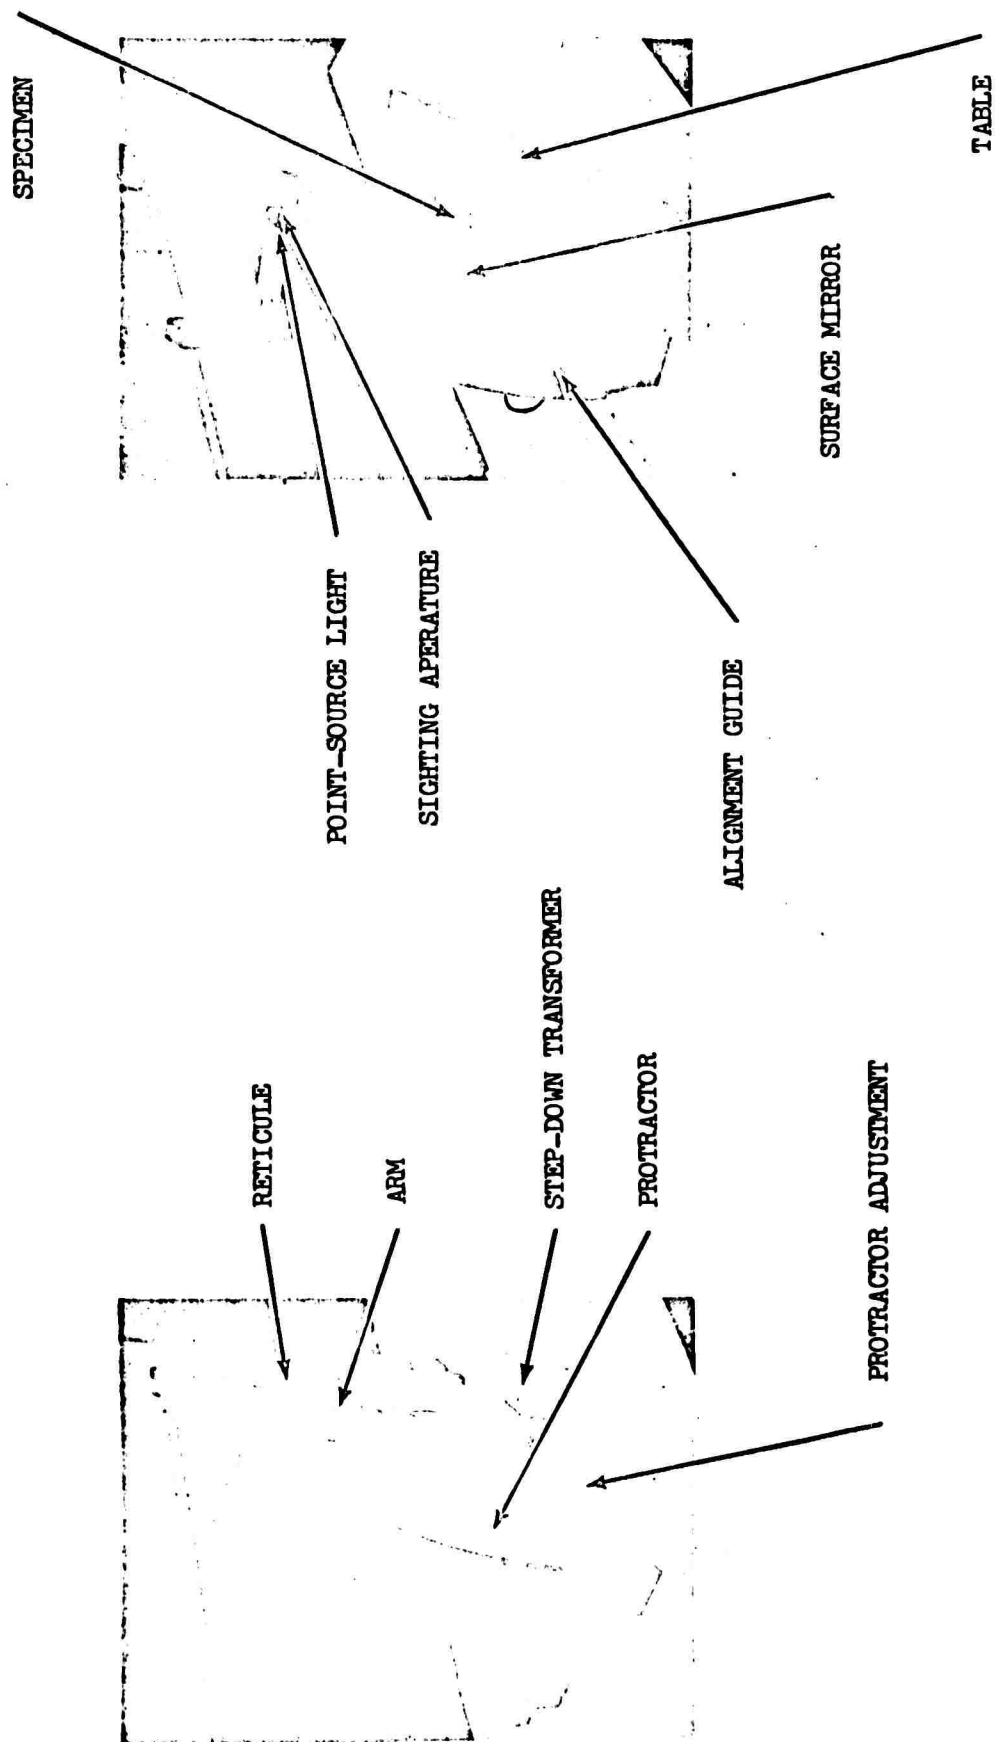 SPECIMEN
POINT-SOURCE LIGHT
SIGHTING APERATURE
ALIGNMENT GUIDE
SURFACE MIRROR
TABLE
RETICULE
ARM
STEP-DOWN TRANSFORMER
PROTRACTOR
PROTRACTOR ADJUSTMENT